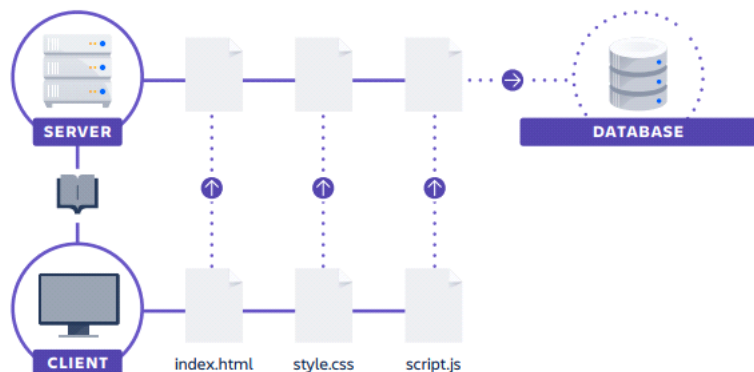 SERVER
DATABASE
CLIENT
index.html
style.css
script.js